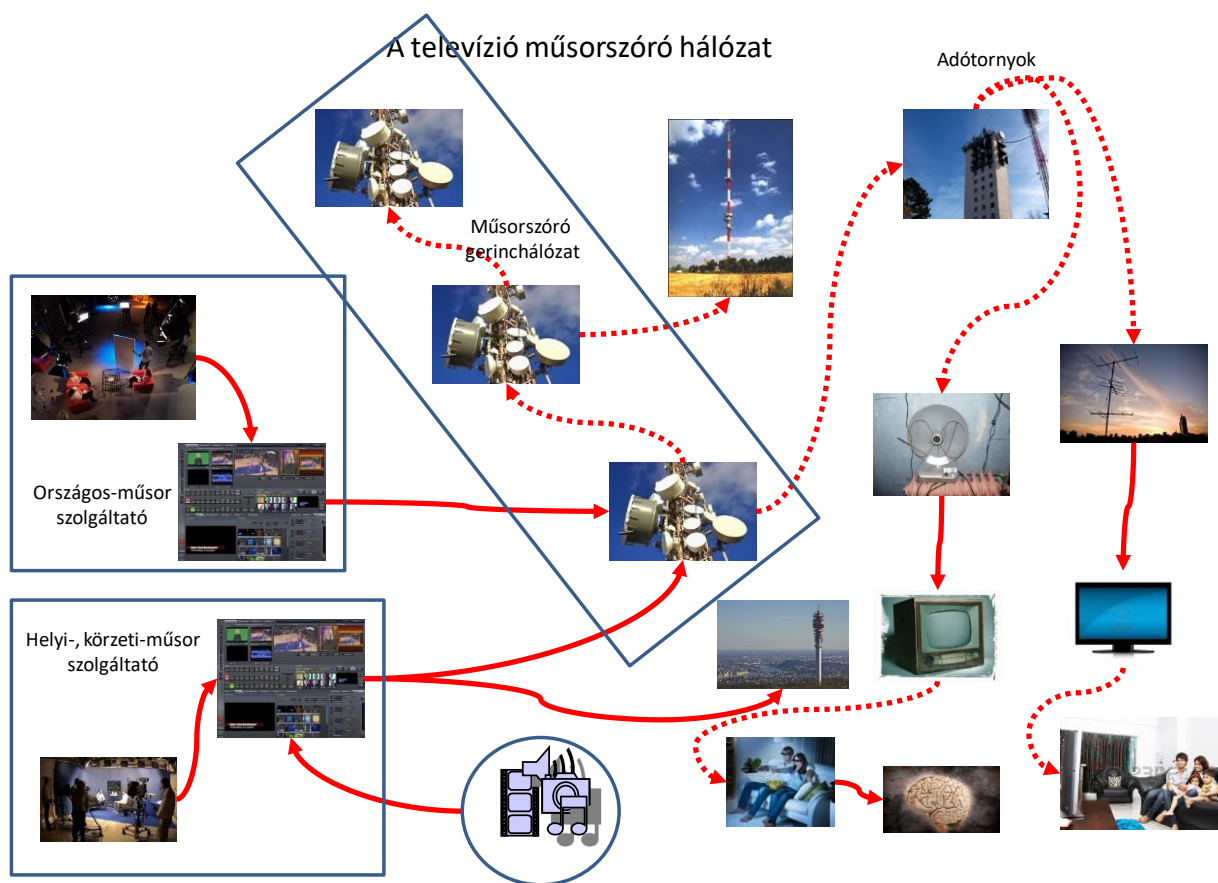 A televízió műsorszóró hálózat
Adótornyok
Műsorszóró
gerinchálózat
Országos-műsor
szolgáltató
Helyi-, körzeti-műsor
szolgáltató